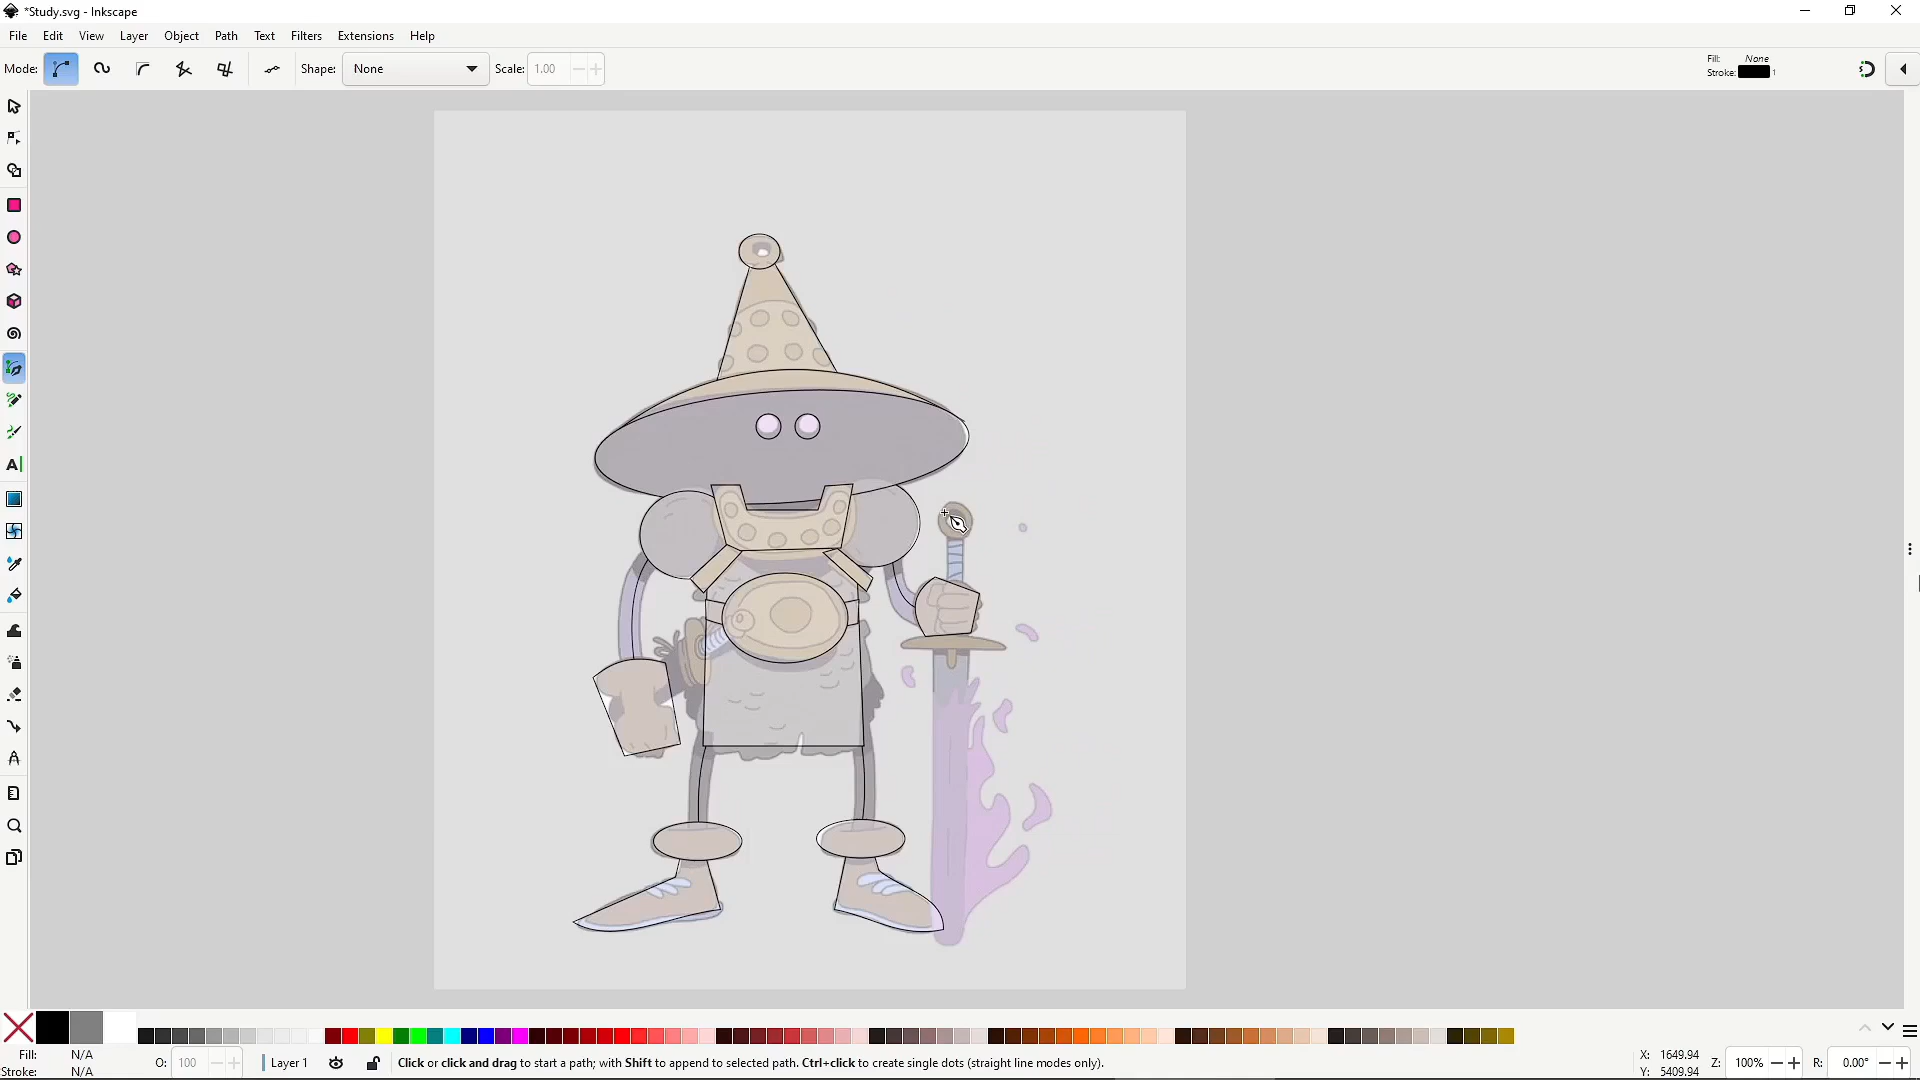 *Study.svg - Inkscape
File Edit View Layer Object Path Text Filters Extensions Help
Mode: Shape: None Scale: 1.00
Fill: None
Stroke: 1
Fill: N/A
Stroke: N/A
O: 100
Layer 1
Click or click and drag to start a path; with Shift to append to selected path. Ctrl+click to create single dots (straight line modes only).
X: 1649.94
Y: 5409.94
Z: 100%
R: 0.00°